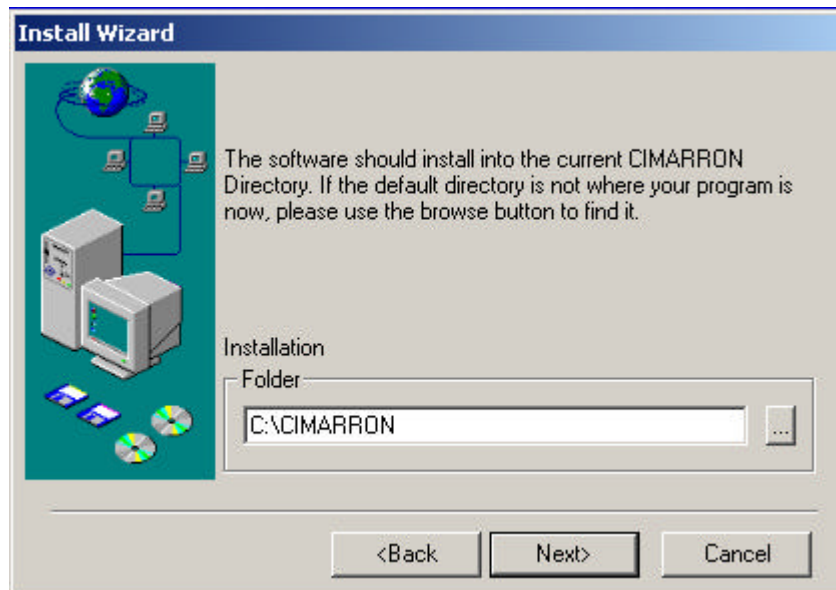 Install Wizard
The software should install into the current CIMARRON
Directory. If the default directory is not where your program is
now, please use the browse button to find it.
Installation
Folder
C:\CIMARRON
...
<Back
Next>
Cancel